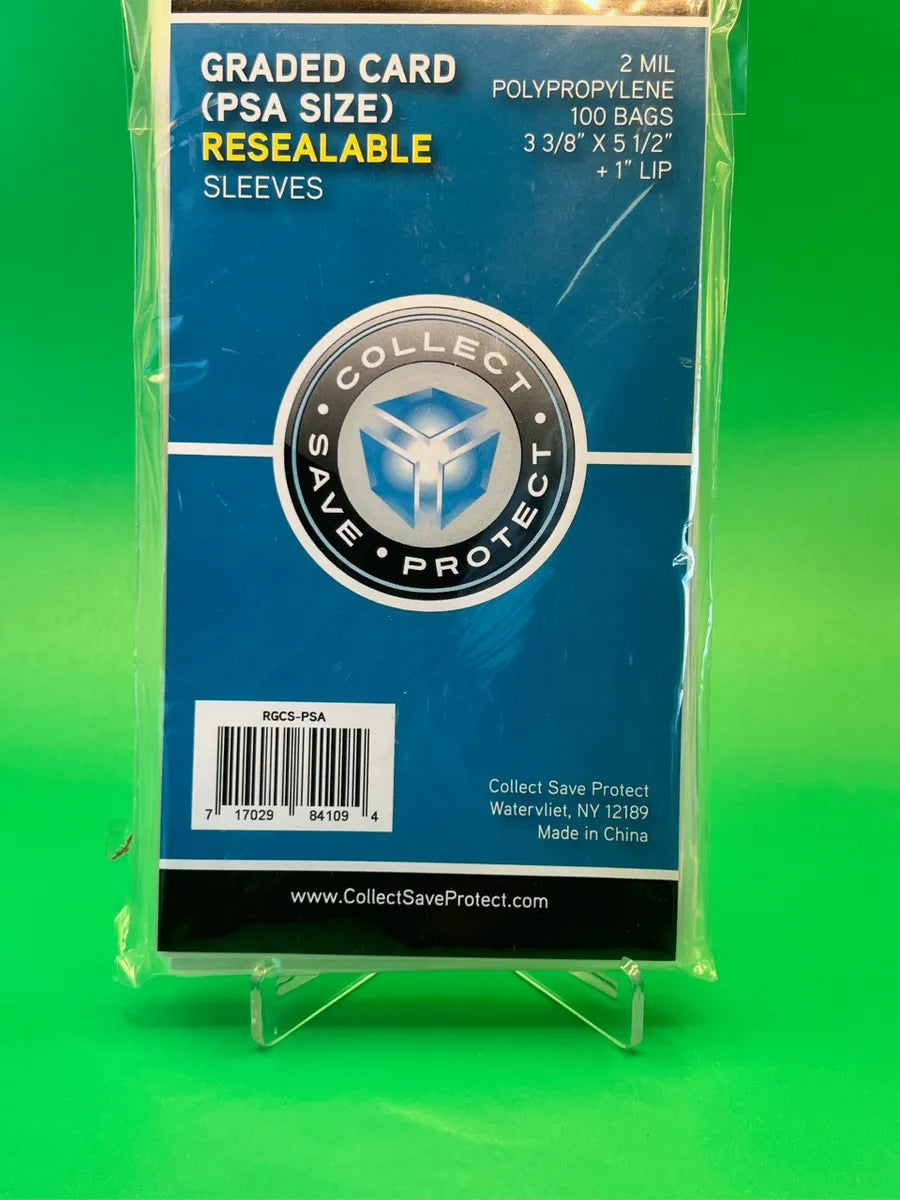 GRADED CARD
(PSA SIZE)
RESEALABLE
SLEEVES
2 MIL
POLYPROPYLENE
100 BAGS
3 3/8" X 5 1/2"
+ 1" LIP
COLLECT • PROTECT • SAVE •
RGCS-PSA
7 17029 84109 4
Collect Save Protect
Watervliet, NY 12189
Made in China
www.CollectSaveProtect.com